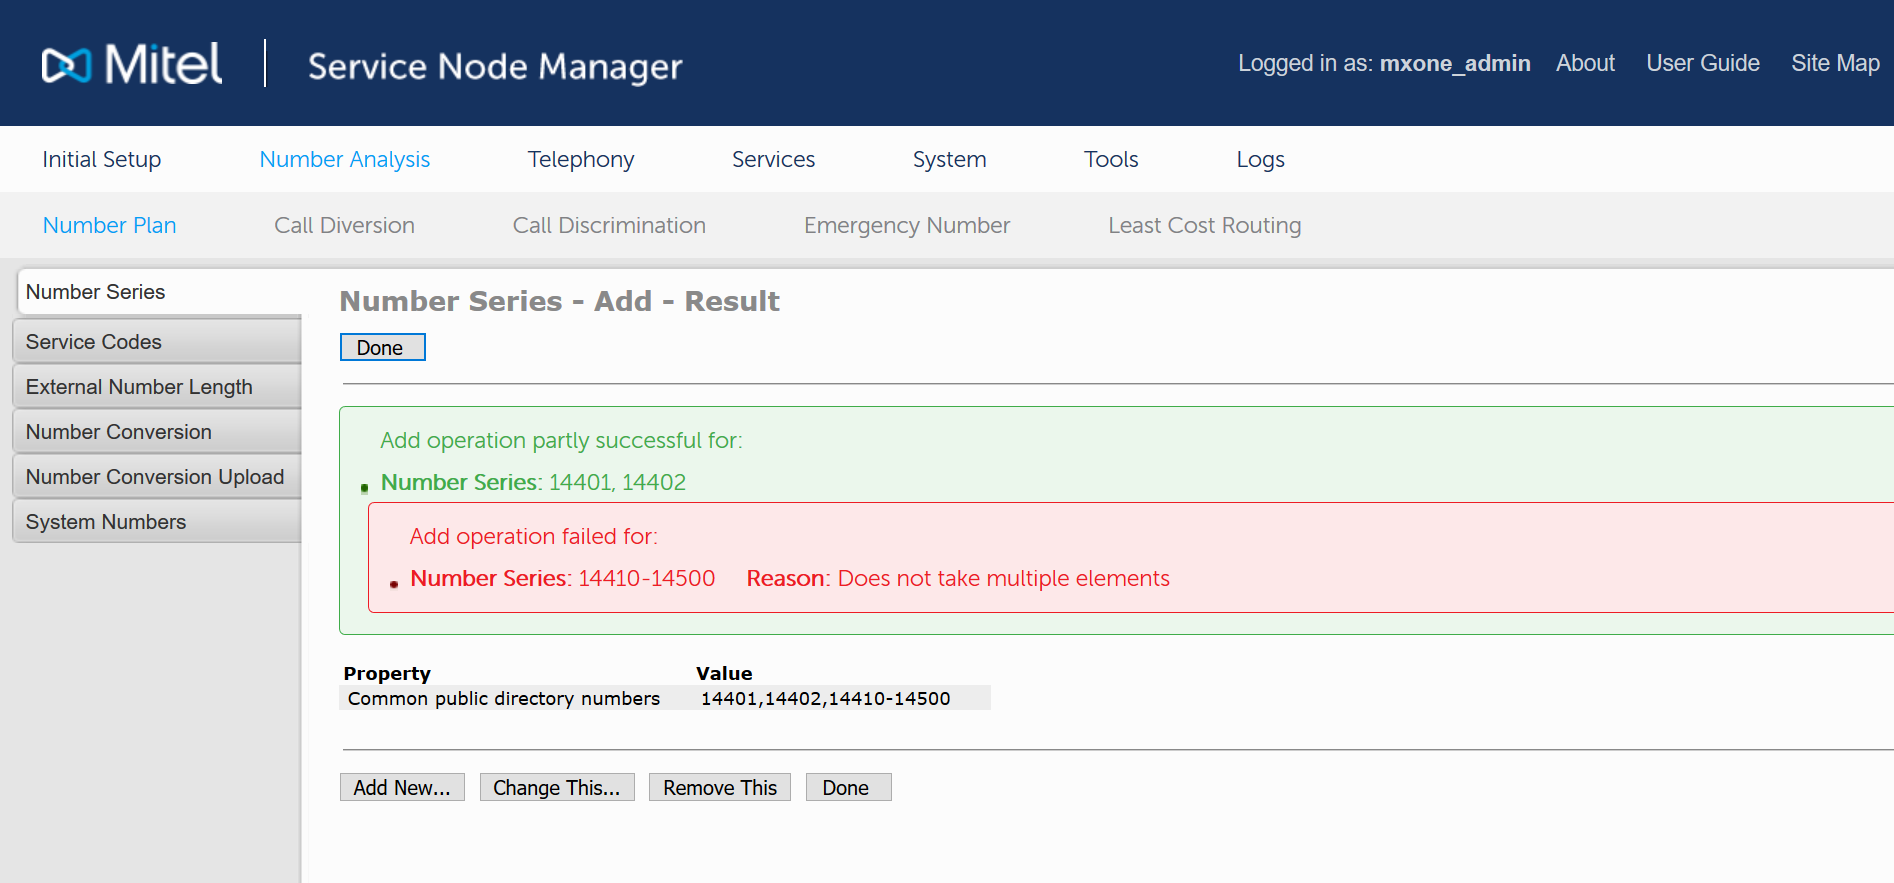 Mitel | Service Node Manager
Logged in as: mxone_admin About User Guide Site Map
Initial Setup Number Analysis Telephony Services System Tools Logs
Number Plan Call Diversion Call Discrimination Emergency Number Least Cost Routing
Number Series
Service Codes
External Number Length
Number Conversion
Number Conversion Upload
System Numbers
Number Series - Add - Result
Done
Add operation partly successful for:
Number Series: 14401, 14402
Add operation failed for:
Number Series: 14410-14500 Reason: Does not take multiple elements
Property Value
Common public directory numbers 14401,14402,14410-14500
Add New... Change This... Remove This Done